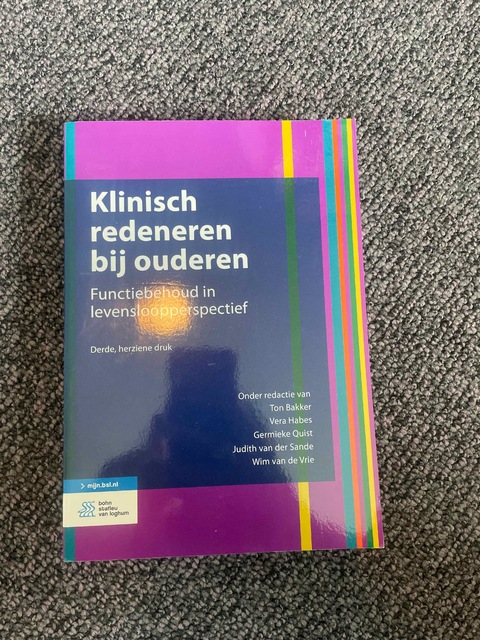 Klinisch
redeneren
bij ouderen
Functiebehoud in
levensloopperspectief
Derde, herziene druk
Onder redactie van
Ton Bakker
Vera Habes
Germieke Quist
Judith van der Sande
Wim van de Vrie
> mijn.bsl.nl
bohn
stafleu
van loghum